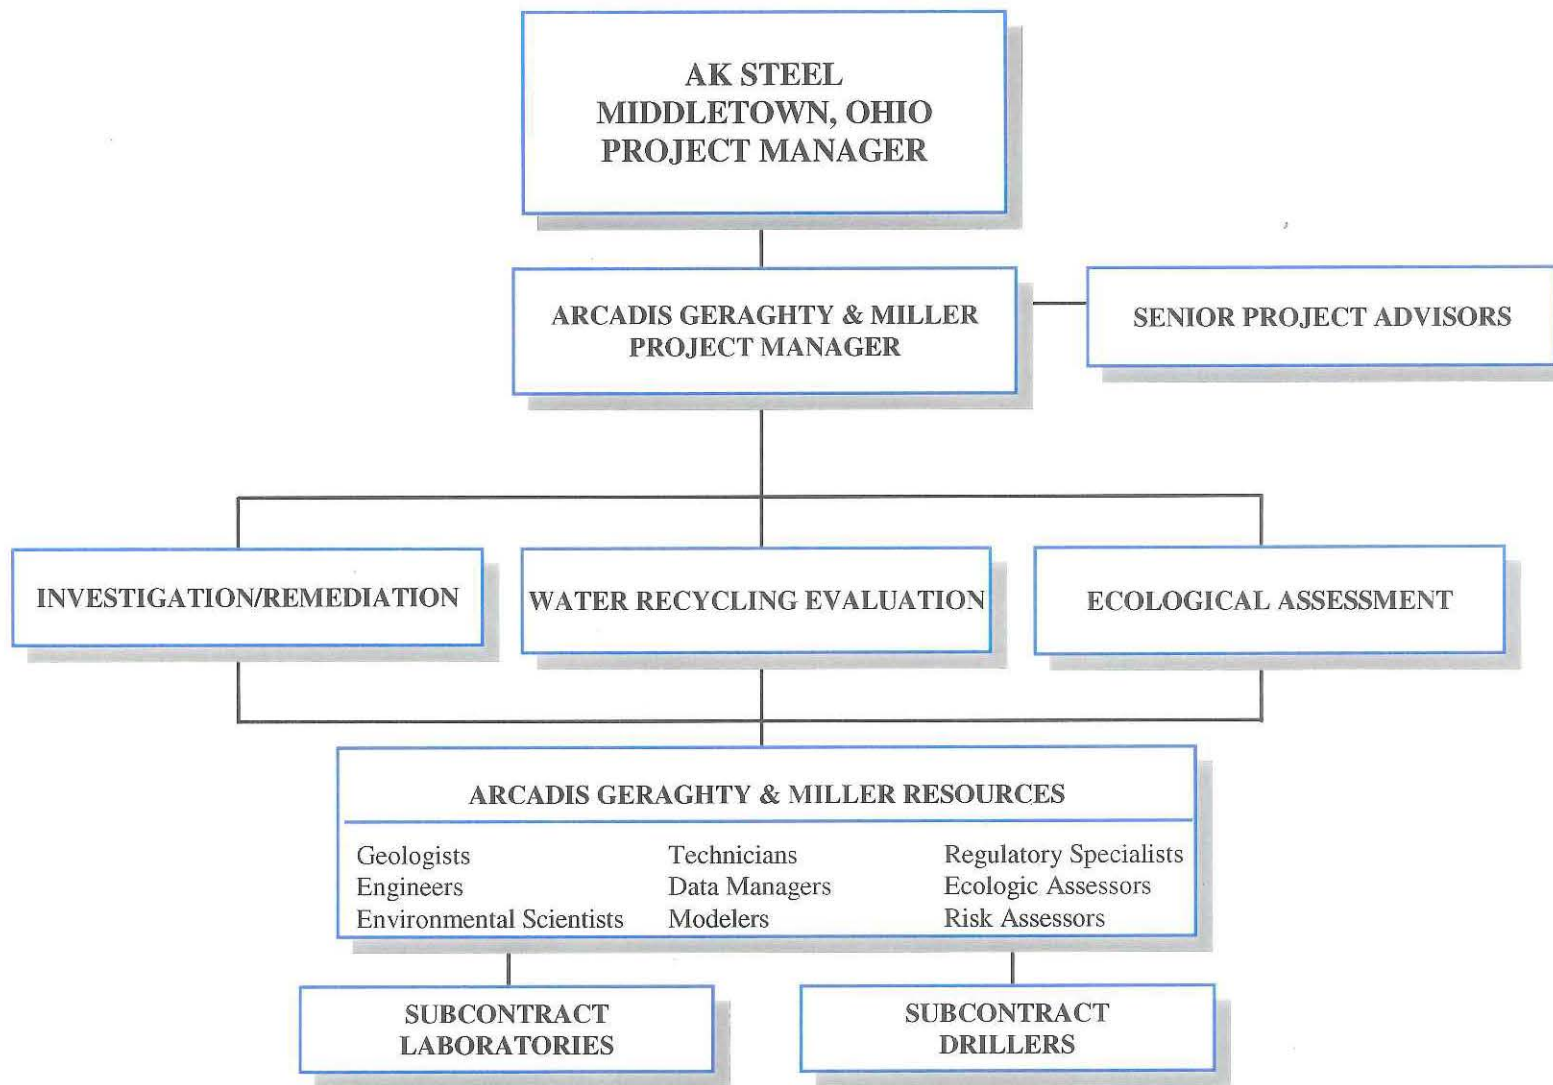 AK STEEL
MIDDLETOWN, OHIO
PROJECT MANAGER
ARCADIS GERAGHTY & MILLER
PROJECT MANAGER
SENIOR PROJECT ADVISORS
INVESTIGATION/REMEDIATION
WATER RECYCLING EVALUATION
ECOLOGICAL ASSESSMENT
ARCADIS GERAGHTY & MILLER RESOURCES
Geologists
Engineers
Environmental Scientists
Technicians
Data Managers
Modelers
Regulatory Specialists
Ecologic Assessors
Risk Assessors
SUBCONTRACT
LABORATORIES
SUBCONTRACT
DRILLERS